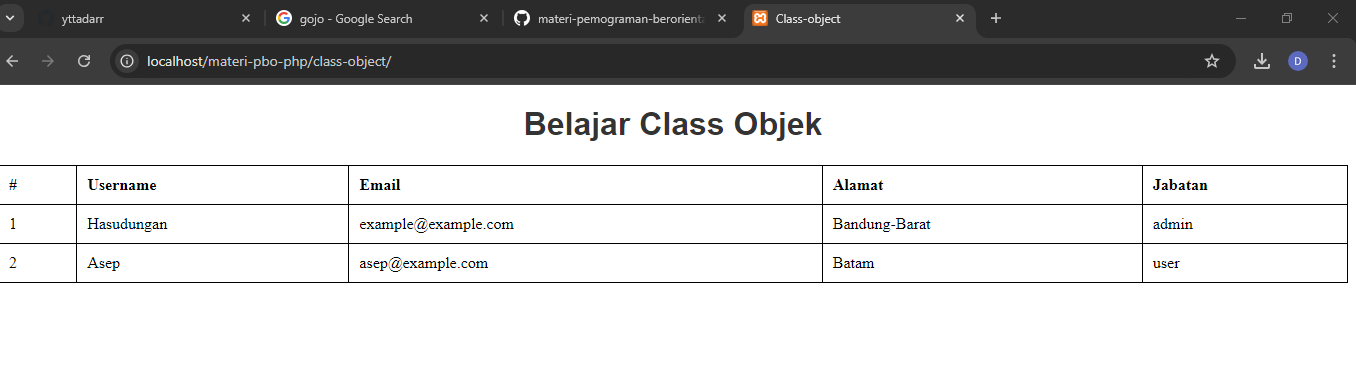 yttadarr
gojo - Google Search
materi-pemograman-berorienta
Class-object
localhost/materi-pbo-php/class-object/
D
Belajar Class Objek
# Username Email Alamat Jabatan
1 Hasudungan example@example.com Bandung-Barat admin
2 Asep asep@example.com Batam user